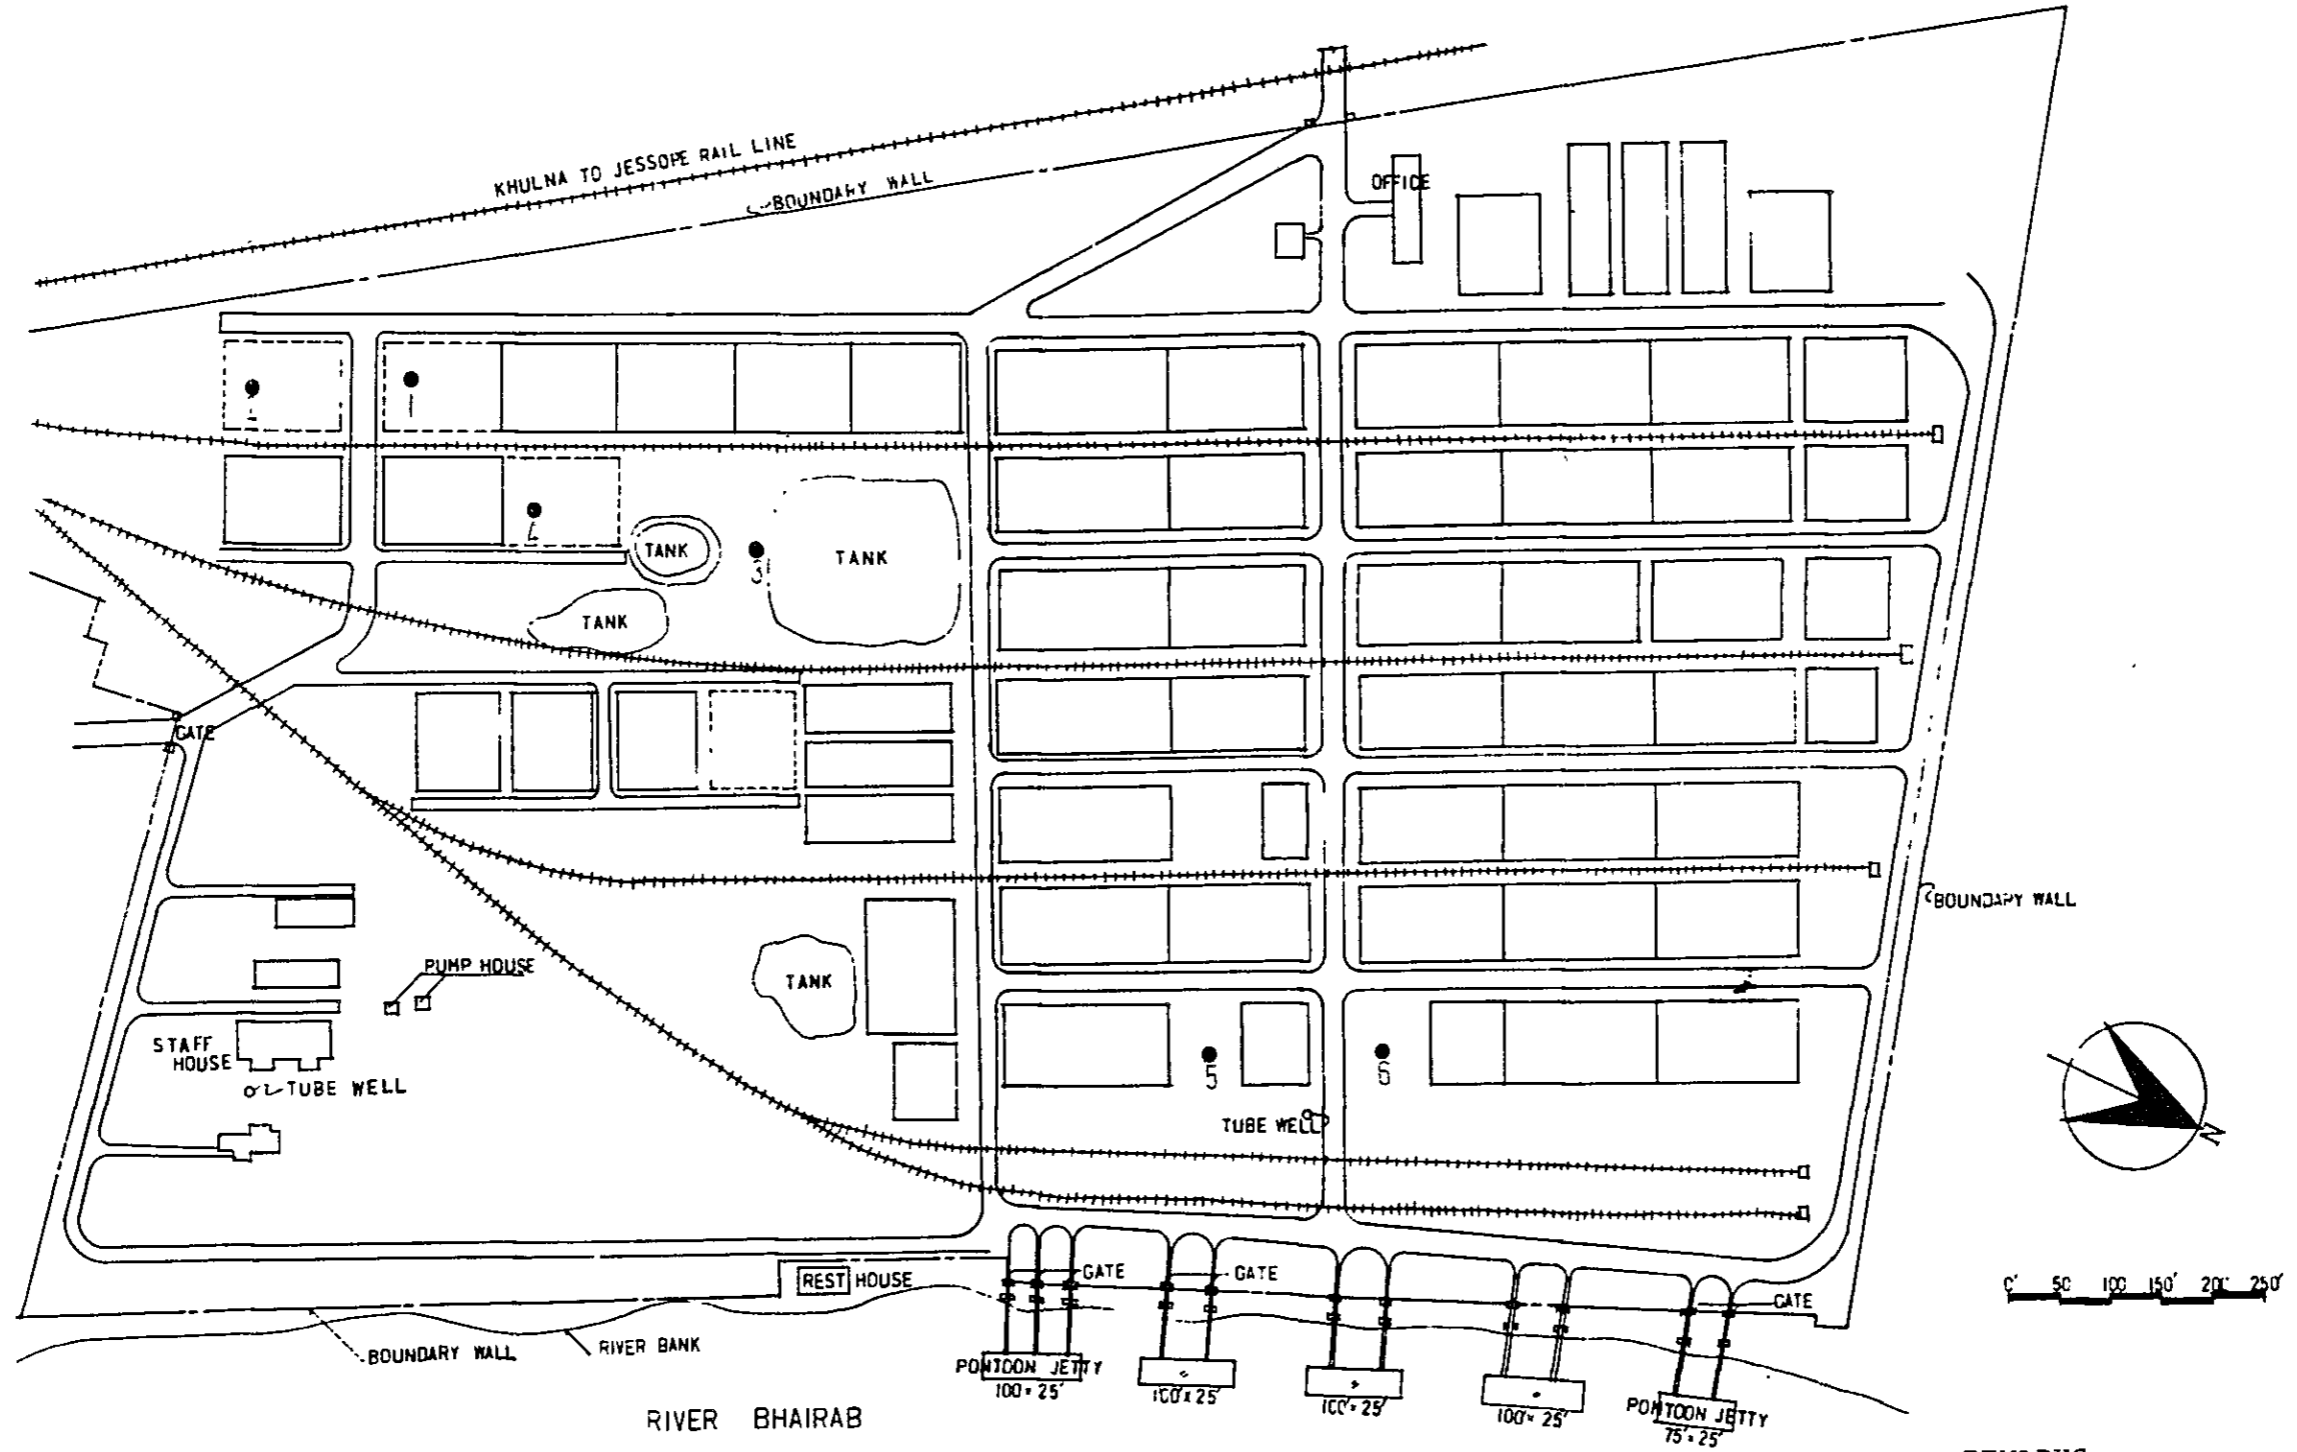 KHULNA TO JESSOPE RAIL LINE
BOUNDARY WALL
OFFICE
TANK
TANK
TANK
3
GATE
BOUNDARY WALL
PUMP HOUSE
TANK
STAFF
HOUSE
TUBE WELL
5
6
TUBE WELL
N
REST HOUSE
GATE
GATE
GATE
0' 50 100 150' 200' 250'
BOUNDARY WALL
RIVER BANK
PONTOON JETTY
100'× 25'
100'× 25'
100'× 25'
100'× 25'
PONTOON JETTY
75'× 25'
RIVER BHAIRAB